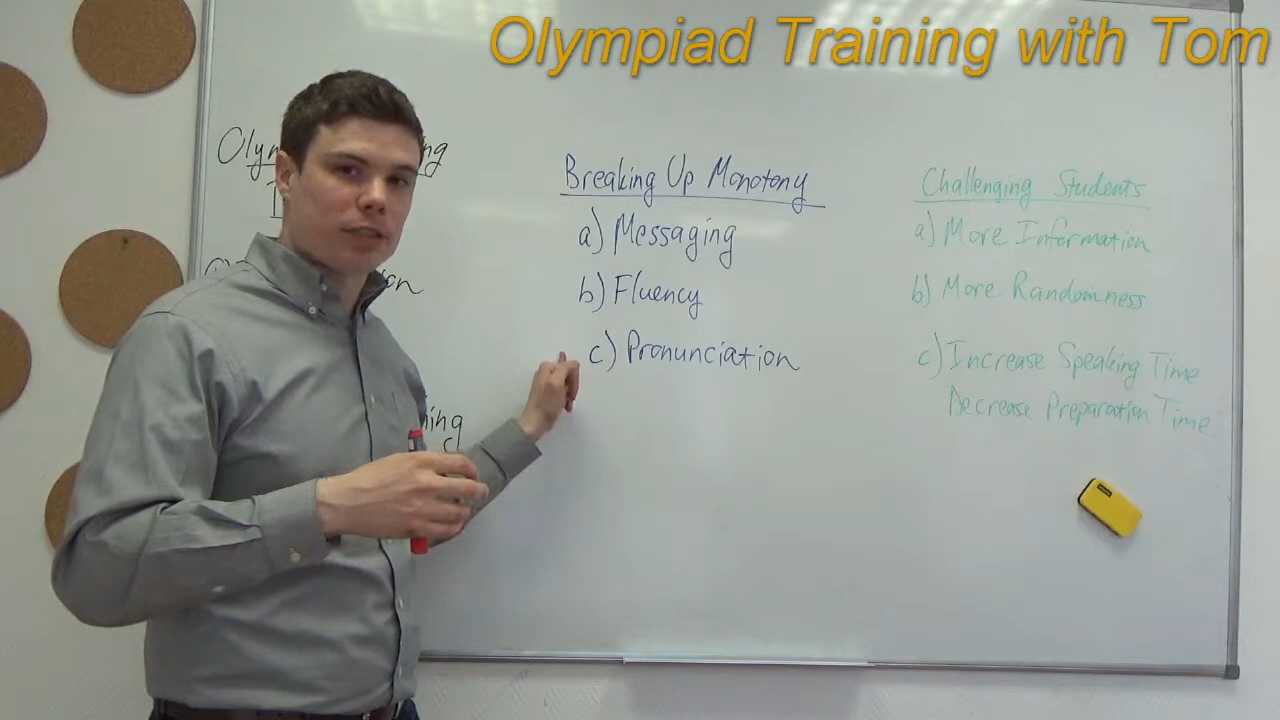 Olympiad Training with Tom
Breaking Up Monotony
a) Messaging
b) Fluency
c) Pronunciation
Challenging Students
a) More Information
b) More Randomness
c) Increase Speaking Time
Decrease Preparation Time